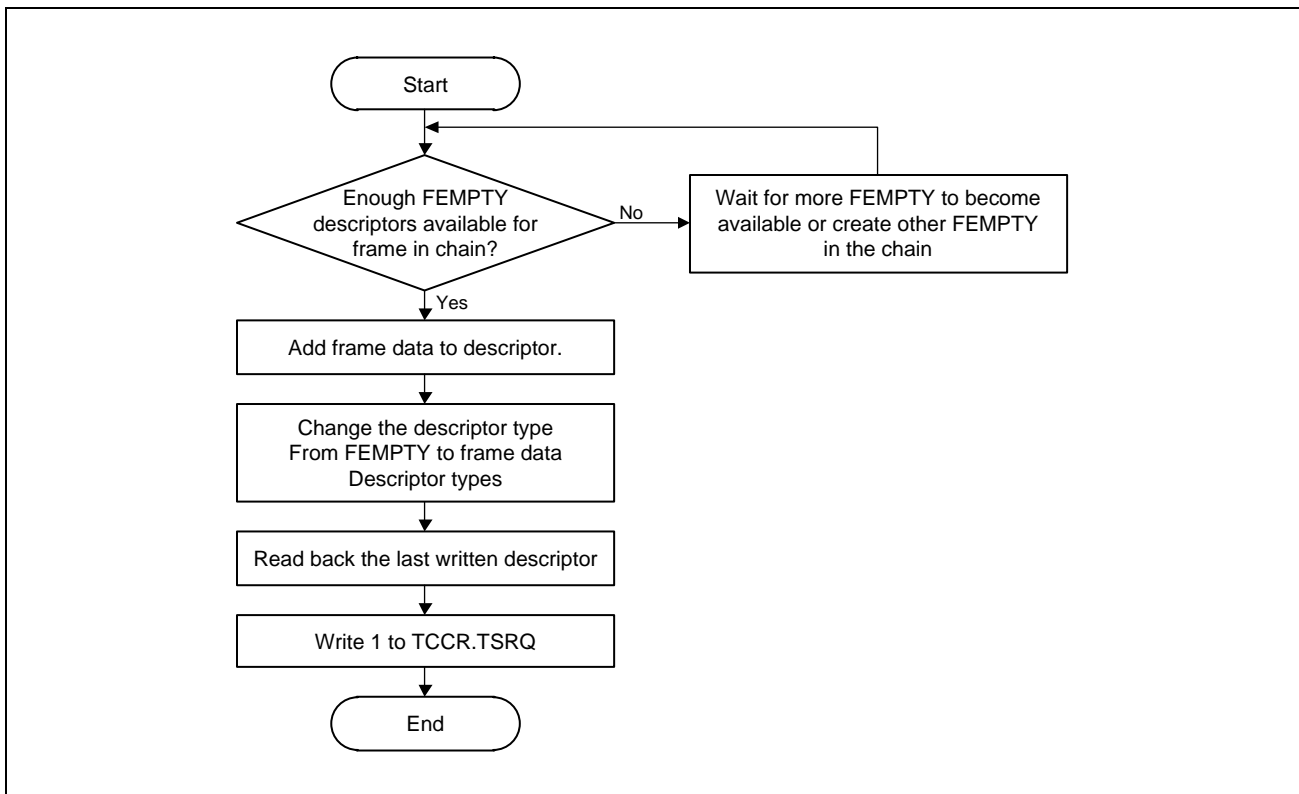 Start
Enough FEMPTY
descriptors available for
frame in chain?
No
Wait for more FEMPTY to become
available or create other FEMPTY
in the chain
Yes
Add frame data to descriptor.
Change the descriptor type
From FEMPTY to frame data
Descriptor types
Read back the last written descriptor
Write 1 to TCCR.TSRQ
End